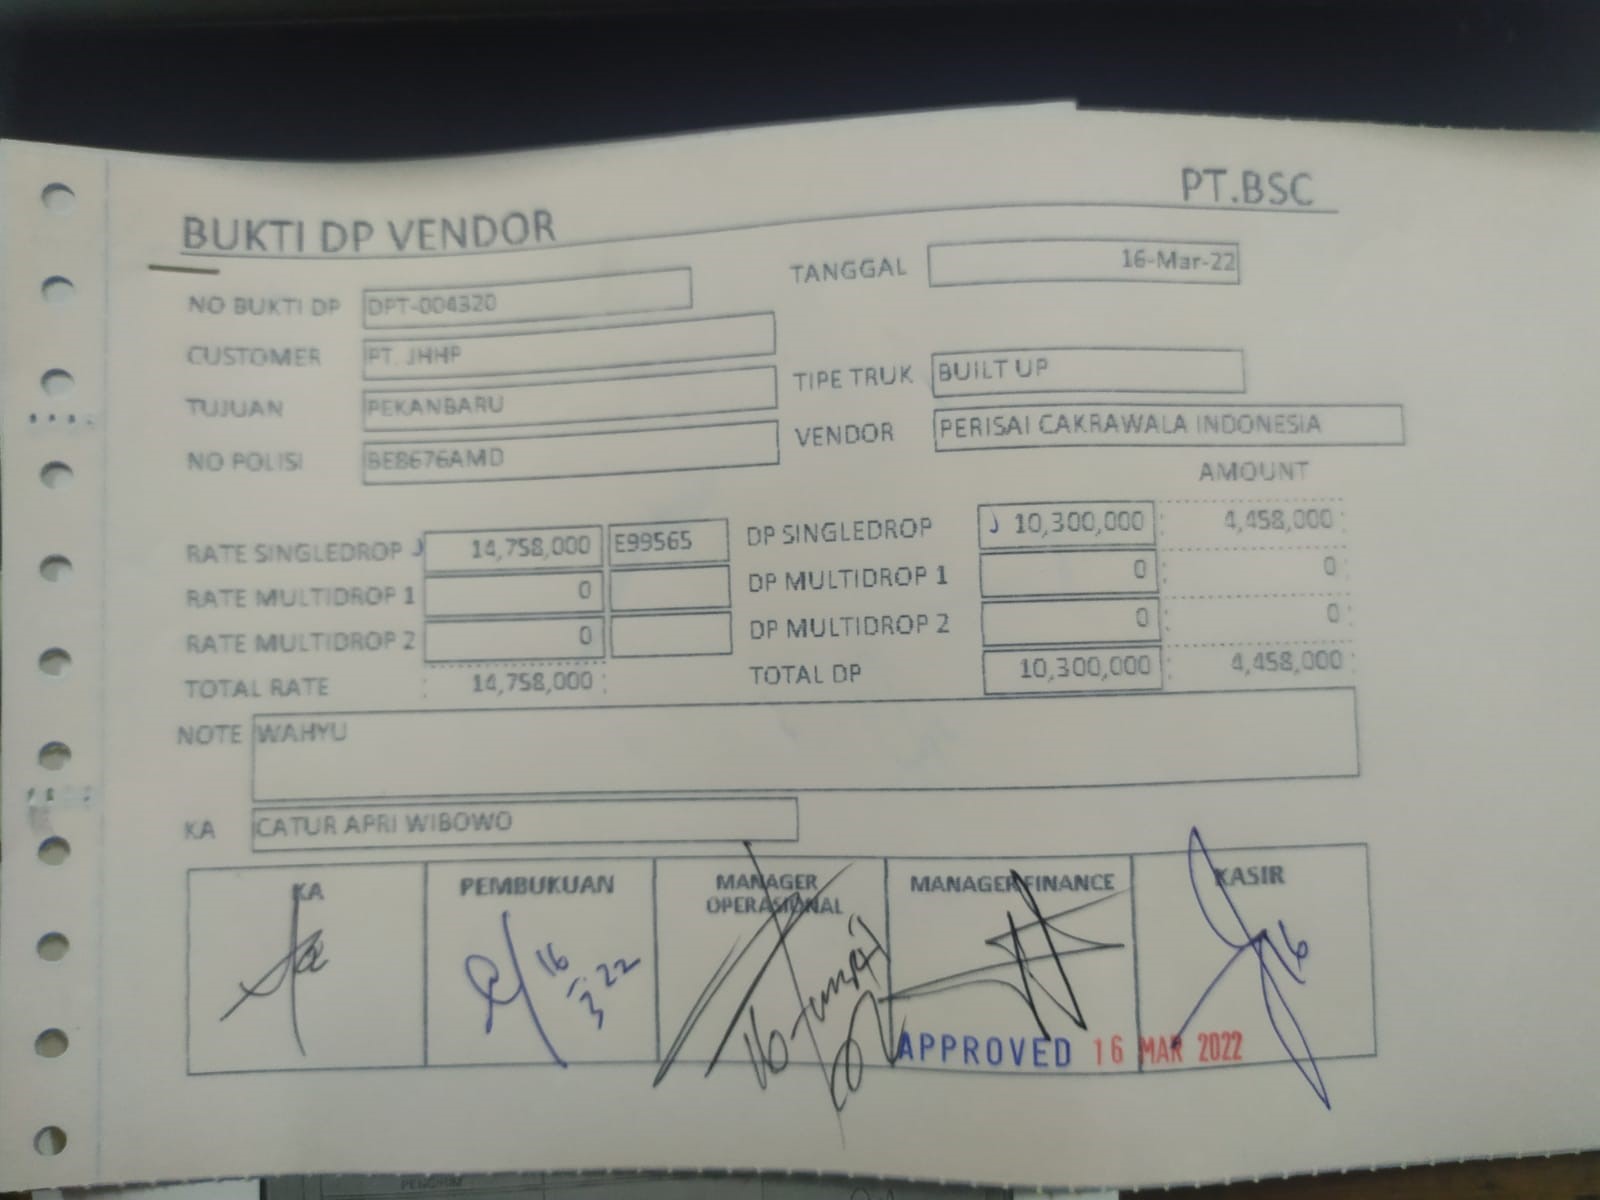 PT.BSC
BUKTI DP VENDOR
TANGGAL 16-Mar-22
NO BUKTI DP DPT-004320
CUSTOMER PT. JHHP
TIPE TRUK BUILT UP
TUJUAN PEKANBARU
VENDOR PERISAI CAKRAWALA INDONESIA
NO POLISI BE8676AMD
AMOUNT
RATE SINGLEDROP 14,758,000 E99565 DP SINGLEDROP 10,300,000 4,458,000
RATE MULTIDROP 1 0 DP MULTIDROP 1 0 0
RATE MULTIDROP 2 0 DP MULTIDROP 2 0 0
TOTAL RATE 14,758,000 TOTAL DP 10,300,000 4,458,000
NOTE WAHYU
KA CATUR APRI WIBOWO
KA PEMBUKUAN MANAGER OPERASIONAL MANAGER FINANCE KASIR
16/3-22
16
APPROVED 16 MAR 2022